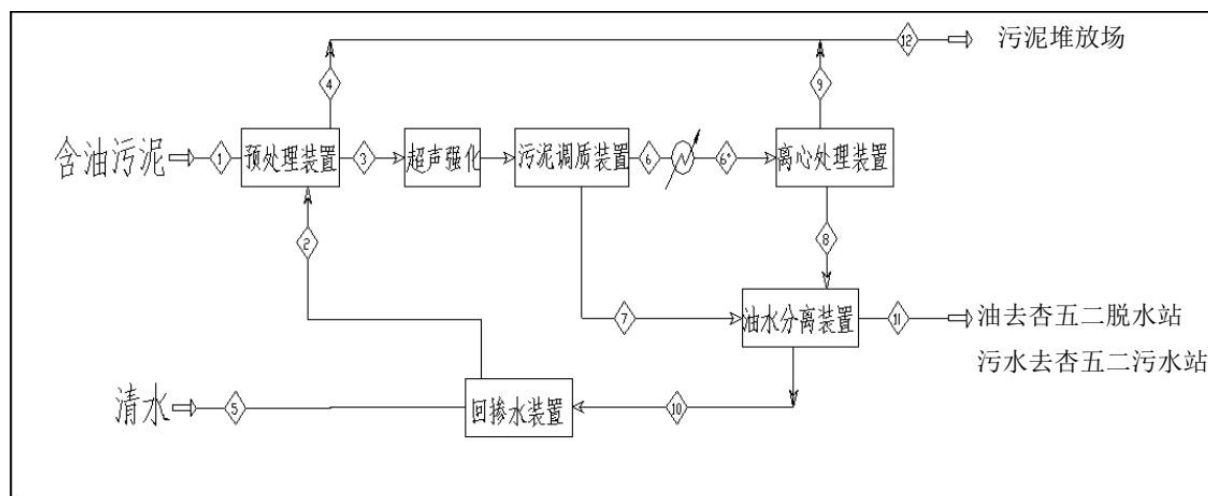 12
污泥堆放场
4
9
含油污泥
1
预处理装置
3
超声强化
污泥调质装置
6
6*
离心处理装置
2
8
7
油水分离装置
11
油去杏五二脱水站
污水去杏五二污水站
清水
5
回掺水装置
10